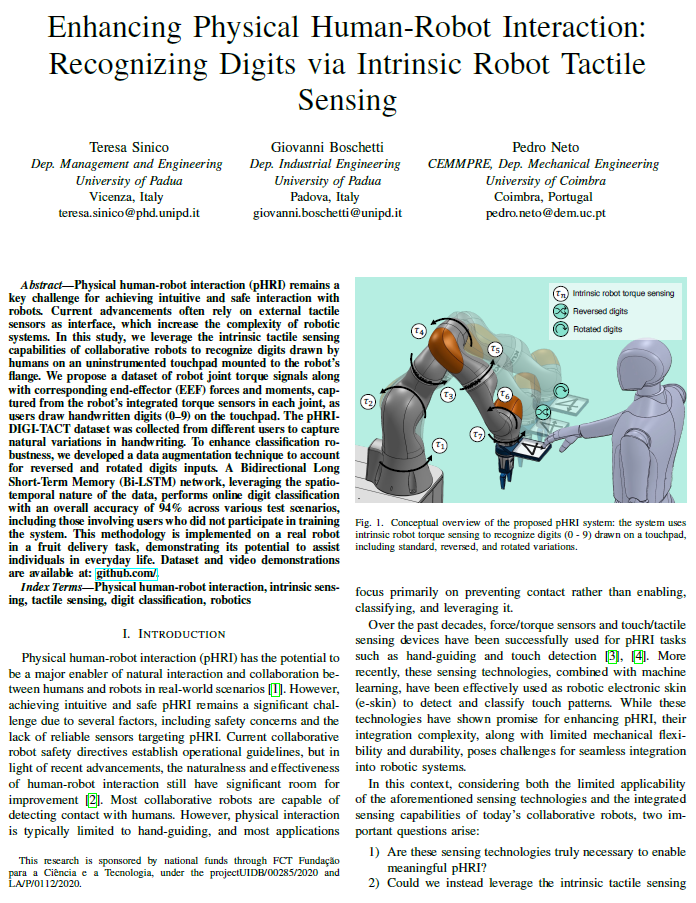 Enhancing Physical Human-Robot Interaction:
Recognizing Digits via Intrinsic Robot Tactile
Sensing
Teresa Sinico
Dep. Management and Engineering
University of Padua
Vicenza, Italy
teresa.sinico@phd.unipd.it
Giovanni Boschetti
Dep. Industrial Engineering
University of Padua
Padova, Italy
giovanni.boschetti@unipd.it
Pedro Neto
CEMMPRE, Dep. Mechanical Engineering
University of Coimbra
Coimbra, Portugal
pedro.neto@dem.uc.pt
Abstract—Physical human-robot interaction (pHRI) remains a
key challenge for achieving intuitive and safe interaction with
robots. Current advancements often rely on external tactile
sensors as interface, which increase the complexity of robotic
systems. In this study, we leverage the intrinsic tactile sensing
capabilities of collaborative robots to recognize digits drawn by
humans on an uninstrumented touchpad mounted to the robot's
flange. We propose a dataset of robot joint torque signals along
with corresponding end-effector (EEF) forces and moments, cap-
tured from the robot's integrated torque sensors in each joint, as
users draw handwritten digits (0–9) on the touchpad. The pHRI-
DIGI-TACT dataset was collected from different users to capture
natural variations in handwriting. To enhance classification ro-
bustness, we developed a data augmentation technique to account
for reversed and rotated digits inputs. A Bidirectional Long
Short-Term Memory (Bi-LSTM) network, leveraging the spatio-
temporal nature of the data, performs online digit classification
with an overall accuracy of 94% across various test scenarios,
including those involving users who did not participate in training
the system. This methodology is implemented on a real robot
in a fruit delivery task, demonstrating its potential to assist
individuals in everyday life. Dataset and video demonstrations
are available at: github.com/.
Index Terms—Physical human-robot interaction, intrinsic sens-
ing, tactile sensing, digit classification, robotics
I. INTRODUCTION
Physical human-robot interaction (pHRI) has the potential to
be a major enabler of natural interaction and collaboration be-
tween humans and robots in real-world scenarios [1]. However,
achieving intuitive and safe pHRI remains a significant chal-
lenge due to several factors, including safety concerns and the
lack of reliable sensors targeting pHRI. Current collaborative
robot safety directives establish operational guidelines, but in
light of recent advancements, the naturalness and effectiveness
of human-robot interaction still have significant room for
improvement [2]. Most collaborative robots are capable of
detecting contact with humans. However, physical interaction
is typically limited to hand-guiding, and most applications
This research is sponsored by national funds through FCT Fundação
para a Ciência e a Tecnologia, under the projectUIDB/00285/2020 and
LA/P/0112/2020.
τn Intrinsic robot torque sensing
Reversed digits
Rotated digits
τ4
τ5
τ2
τ3
τ6
τ7
τ1
Fig. 1. Conceptual overview of the proposed pHRI system: the system uses
intrinsic robot torque sensing to recognize digits (0 - 9) drawn on a touchpad,
including standard, reversed, and rotated variations.
focus primarily on preventing contact rather than enabling,
classifying, and leveraging it.
Over the past decades, force/torque sensors and touch/tactile
sensing devices have been successfully used for pHRI tasks
such as hand-guiding and touch detection [3], [4]. More
recently, these sensing technologies, combined with machine
learning, have been effectively used as robotic electronic skin
(e-skin) to detect and classify touch patterns. While these
technologies have shown promise for enhancing pHRI, their
integration complexity, along with limited mechanical flexi-
bility and durability, poses challenges for seamless integration
into robotic systems.
In this context, considering both the limited applicability
of the aforementioned sensing technologies and the integrated
sensing capabilities of today's collaborative robots, two im-
portant questions arise:
1) Are these sensing technologies truly necessary to enable
meaningful pHRI?
2) Could we instead leverage the intrinsic tactile sensing